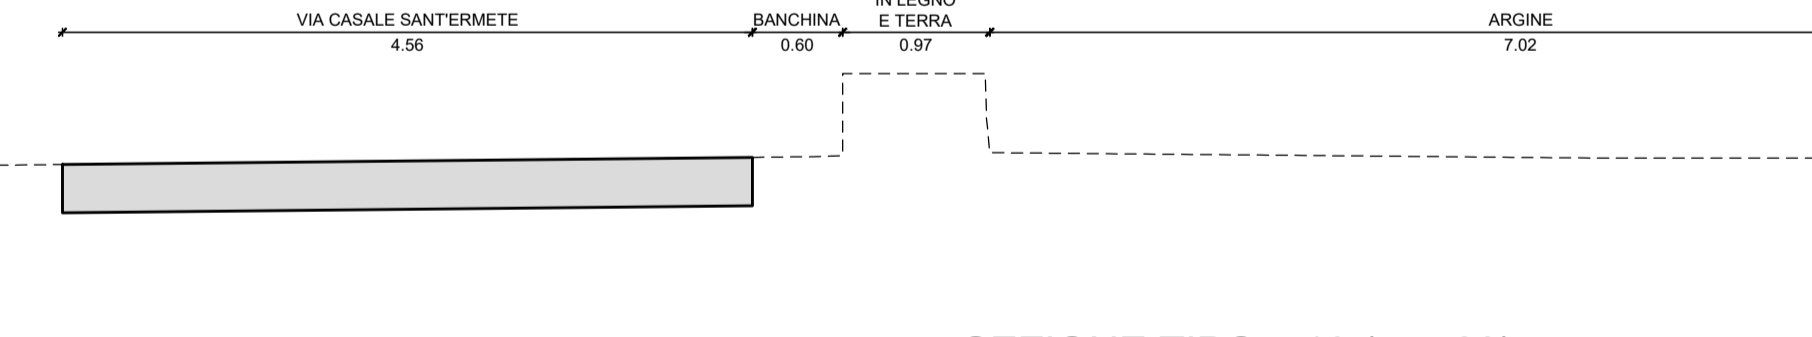 VIA CASALE SANT'ERMETE
4.56
BANCHINA
0.60
IN LEGNO
E TERRA
0.97
ARGINE
7.02